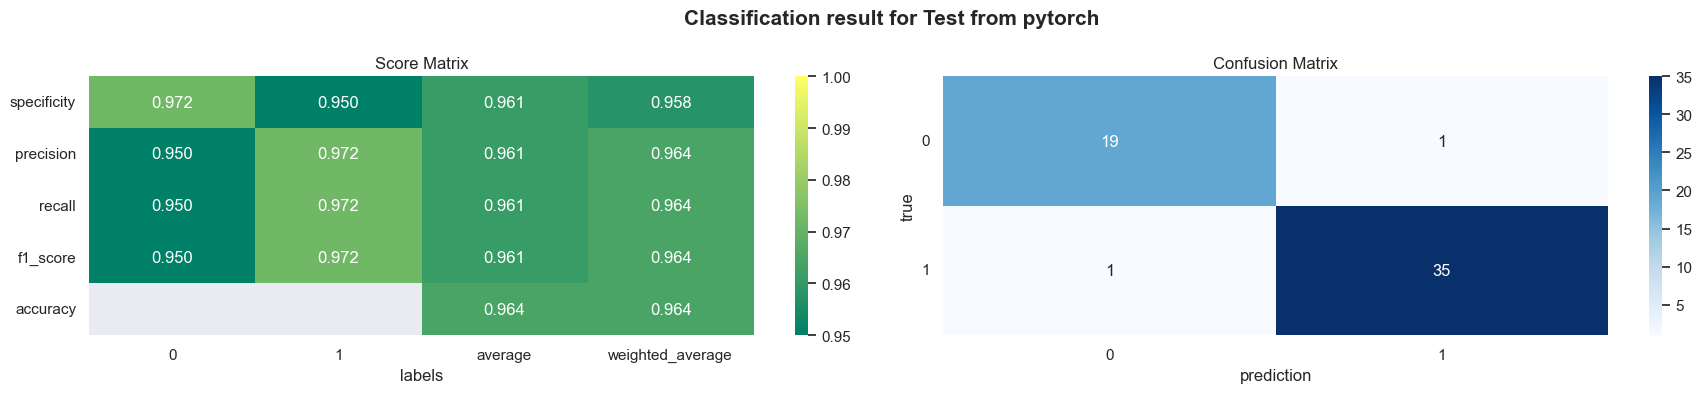 Classification result for Test from pytorch
Score Matrix
specificity 0.972 0.950 0.961 0.958
precision 0.950 0.972 0.961 0.964
recall 0.950 0.972 0.961 0.964
f1_score 0.950 0.972 0.961 0.964
accuracy 0.964 0.964
0 1 average weighted_average
labels
1.00
0.99
0.98
0.97
0.96
0.95
Confusion Matrix
true
0 19 1
1 1 35
0 1
prediction
35
30
25
20
15
10
5